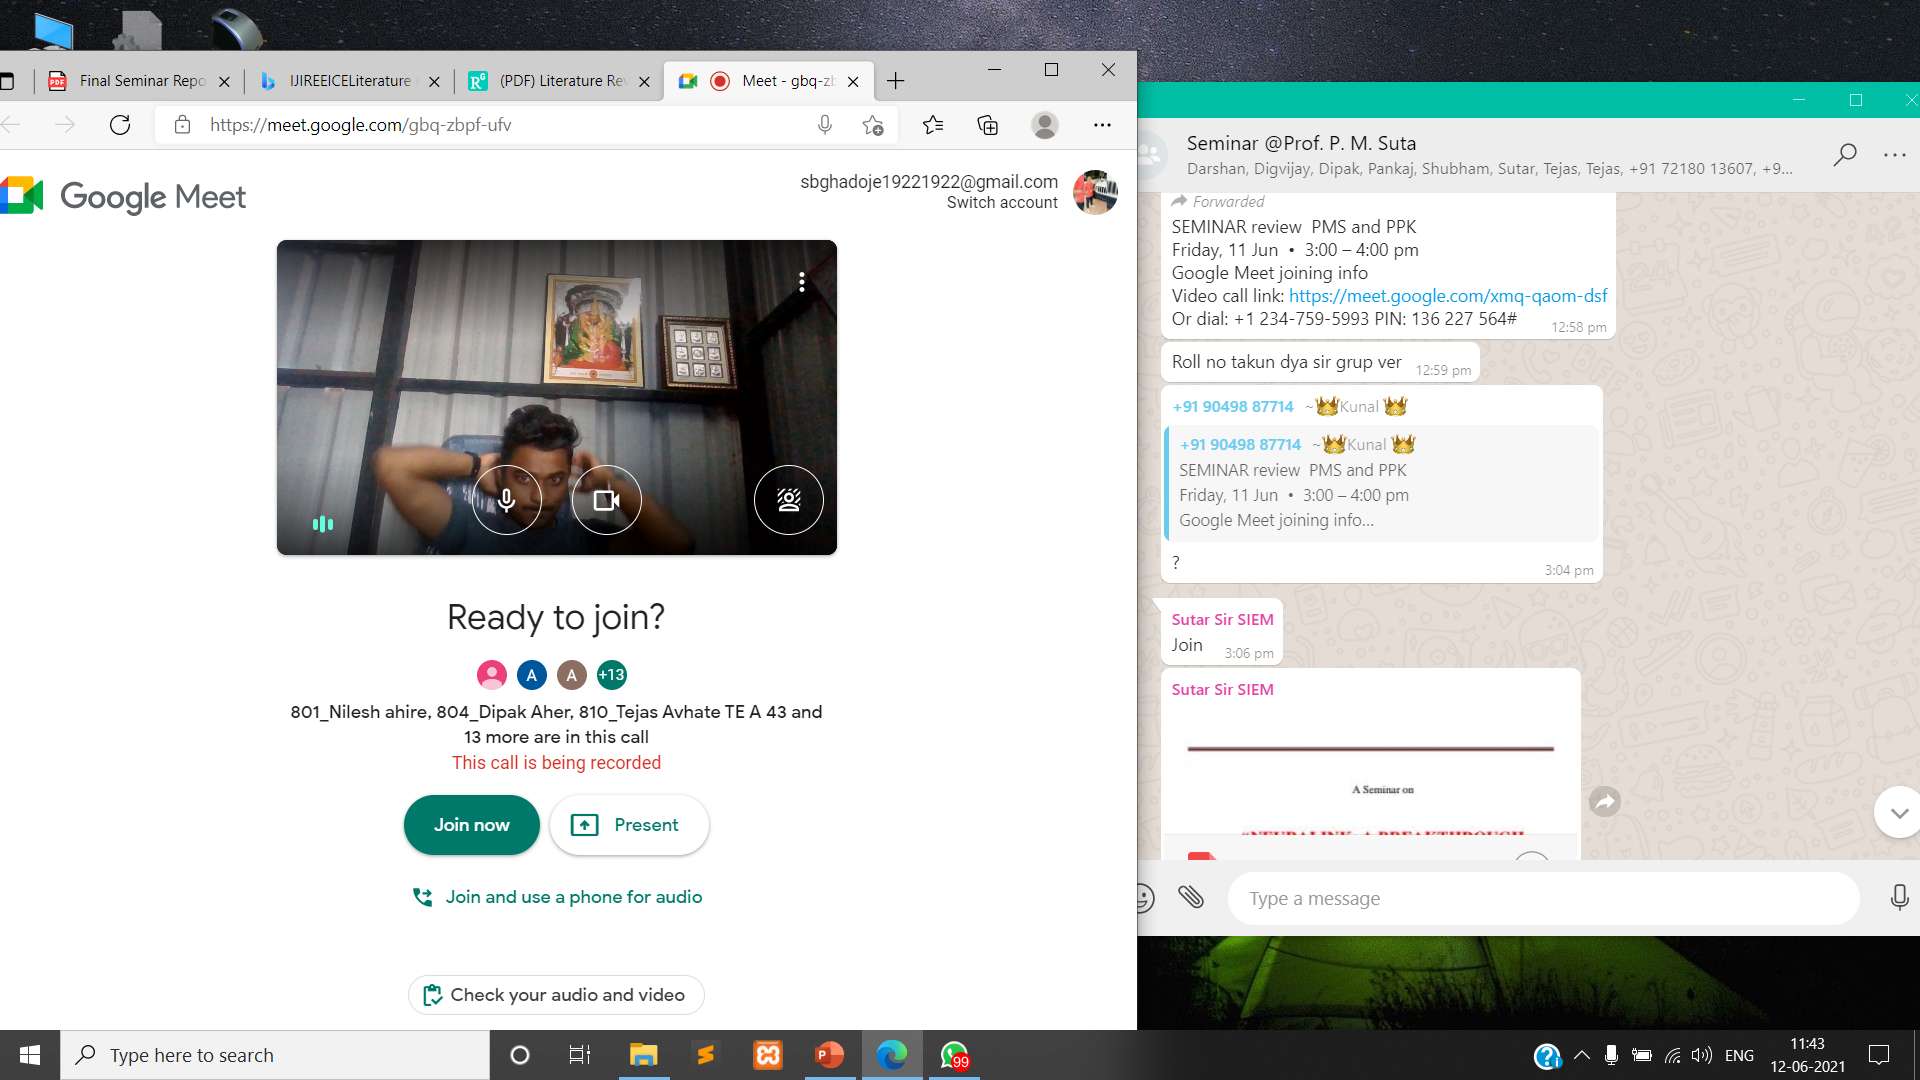 Final Seminar Repo
IJIREEICELiterature
(PDF) Literature Rev
Meet - gbq-zb
https://meet.google.com/gbq-zbpf-ufv
Google Meet
sbghadoje19221922@gmail.com
Switch account
Ready to join?
A
A
+13
801_Nilesh ahire, 804_Dipak Aher, 810_Tejas Avhate TE A 43 and
13 more are in this call
This call is being recorded
Join now
Present
Join and use a phone for audio
Check your audio and video
Seminar @Prof. P. M. Suta
Darshan, Digvijay, Dipak, Pankaj, Shubham, Sutar, Tejas, Tejas, +91 72180 13607, +9...
Forwarded
SEMINAR review PMS and PPK
Friday, 11 Jun • 3:00 – 4:00 pm
Google Meet joining info
Video call link: https://meet.google.com/xmq-qaom-dsf
Or dial: +1 234-759-5993 PIN: 136 227 564#
12:58 pm
Roll no takun dya sir grup ver
12:59 pm
+91 90498 87714 ~👑Kunal👑
+91 90498 87714 ~👑Kunal👑
SEMINAR review PMS and PPK
Friday, 11 Jun • 3:00 – 4:00 pm
Google Meet joining info...
?
3:04 pm
Sutar Sir SIEM
Join
3:06 pm
Sutar Sir SIEM
A Seminar on
"NEURALINK: A BREAKTHROUGH
Type a message
Type here to search
99
ENG
11:43
12-06-2021